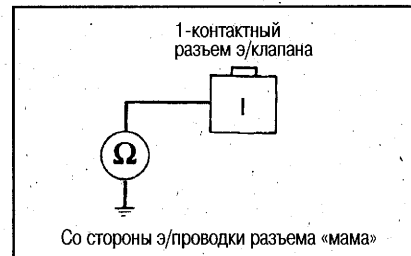 1-контактный
разъем э/клапана
I
Ω
Со стороны э/проводки разъема «мама»